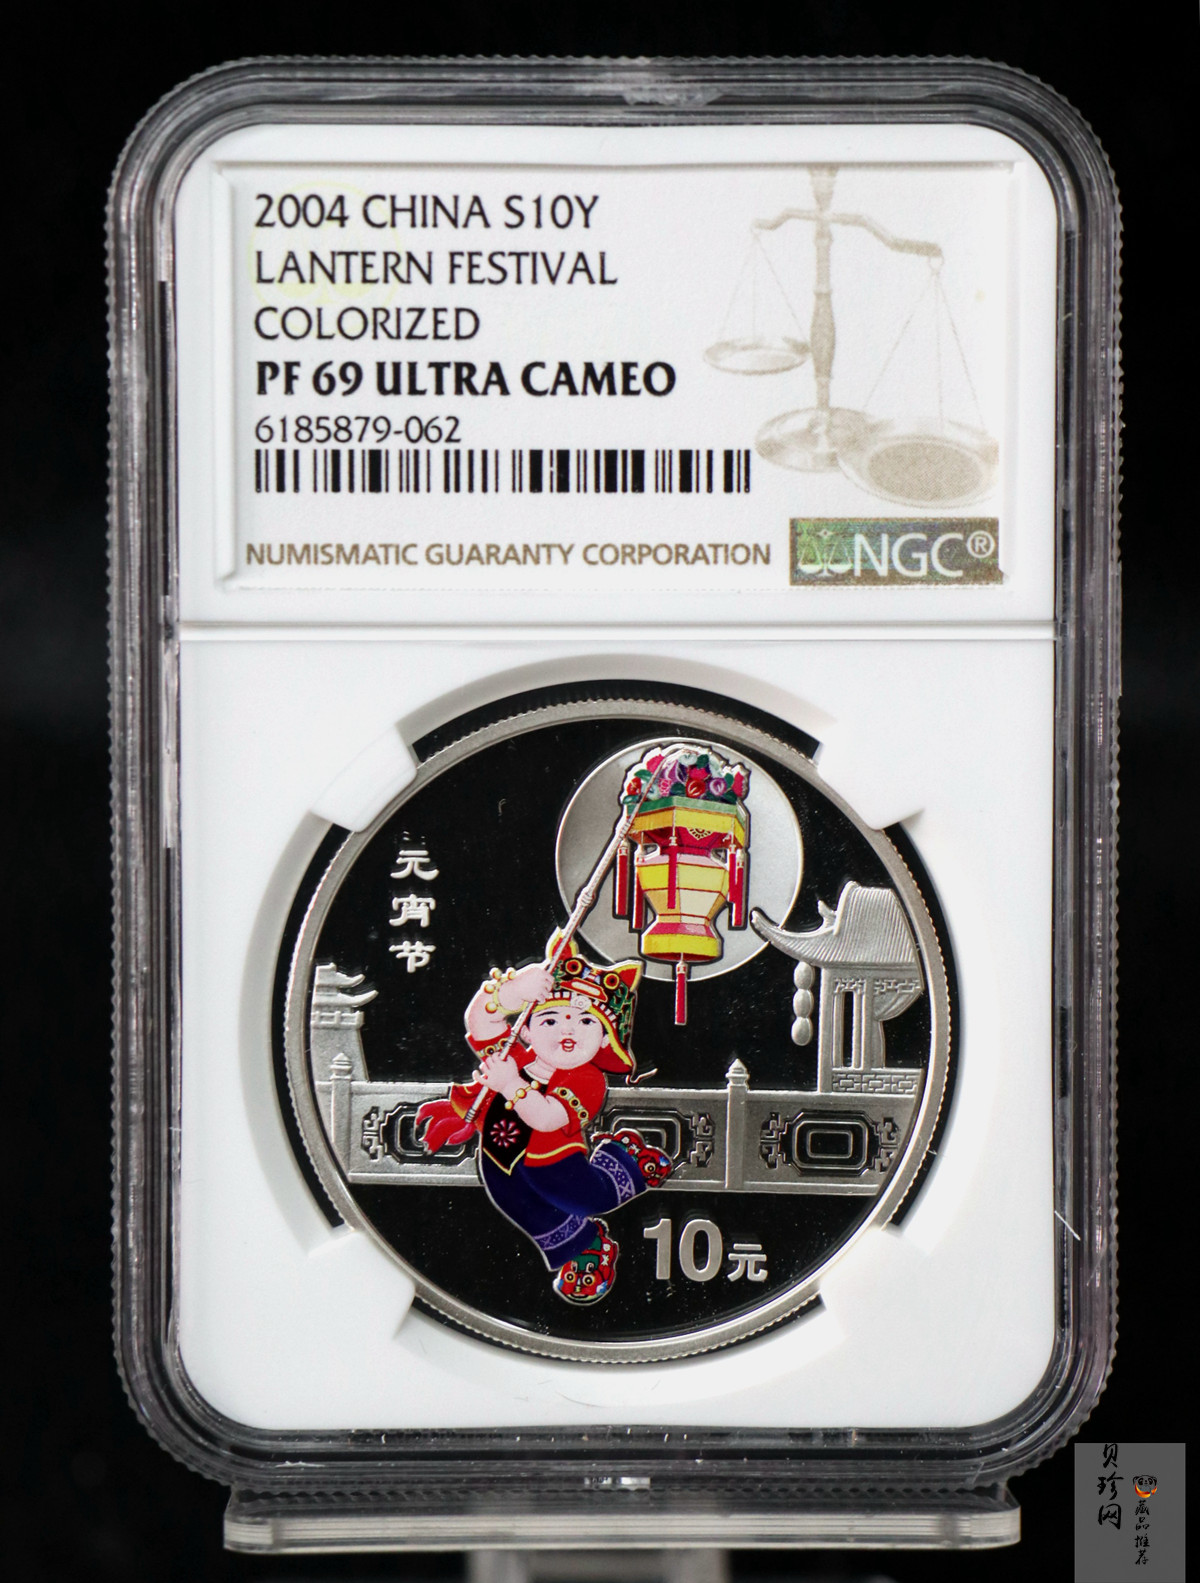 2004 CHINA S10Y
LANTERN FESTIVAL
COLORIZED
PF 69 ULTRA CAMEO
6185879-062
NUMISMATIC GUARANTY CORPORATION
NGC®
元宵节
10元
贝珍网
藏品推荐